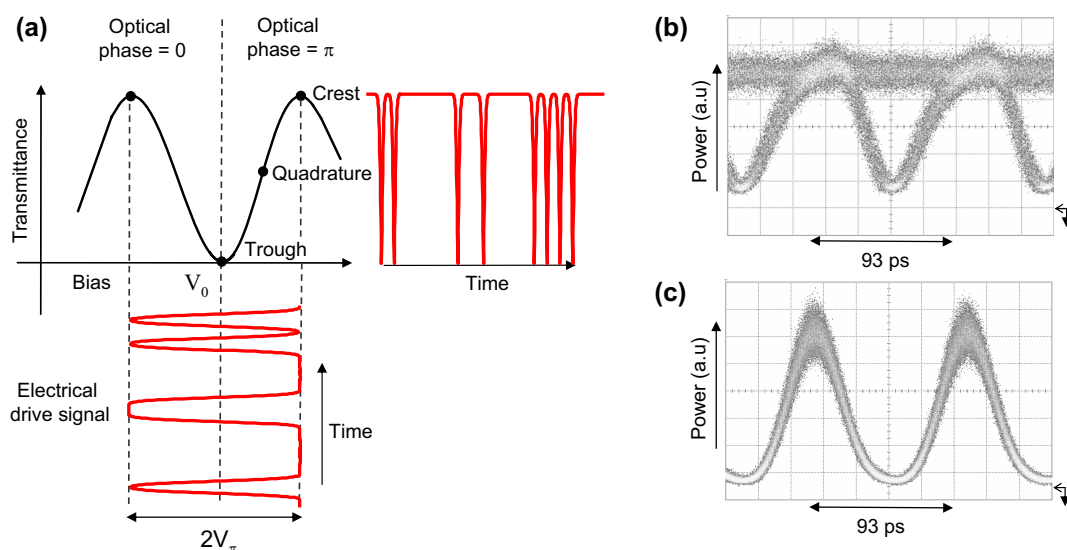 (a)
Optical
phase = 0
Optical
phase = π
Crest
Quadrature
Trough
Transmittance
Bias
V₀
Time
Electrical
drive signal
Time
2Vπ
(b)
Power (a.u)
93 ps
(c)
Power (a.u)
93 ps